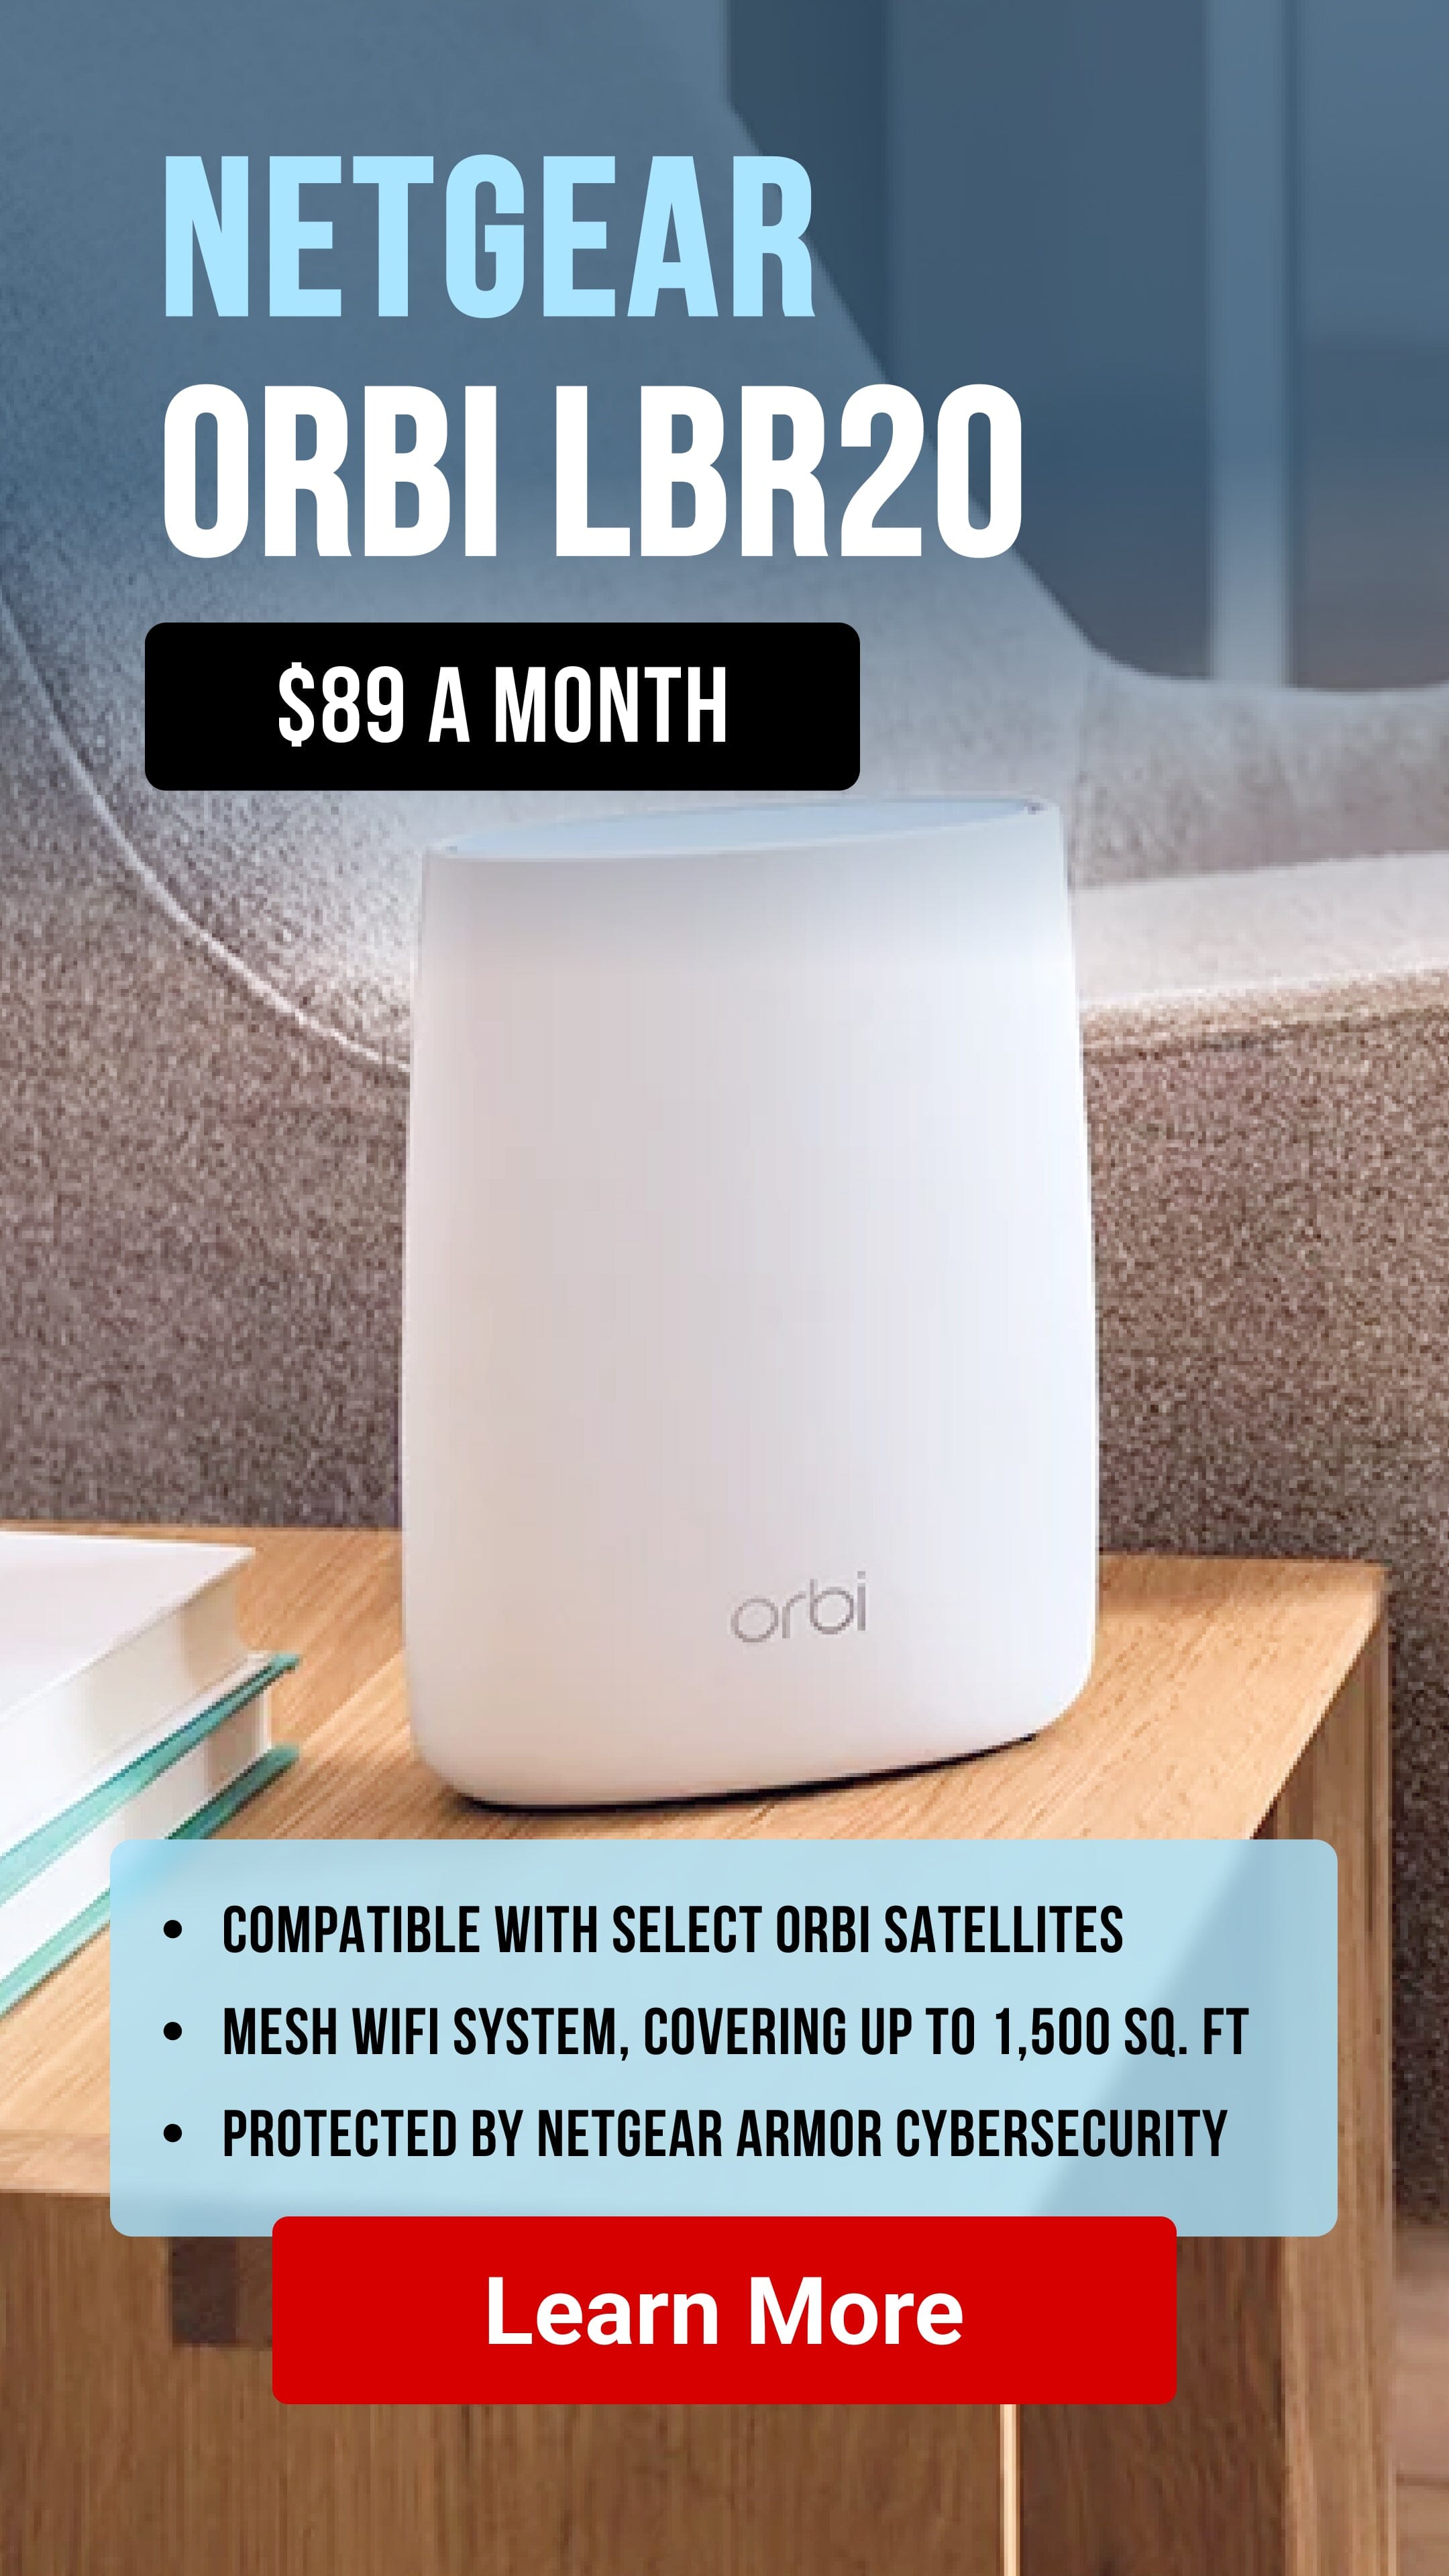 NETGEAR
ORBI LBR20
$89 A MONTH
orbi
• COMPATIBLE WITH SELECT ORBI SATELLITES
• MESH WIFI SYSTEM, COVERING UP TO 1,500 SQ. FT
• PROTECTED BY NETGEAR ARMOR CYBERSECURITY
Learn More